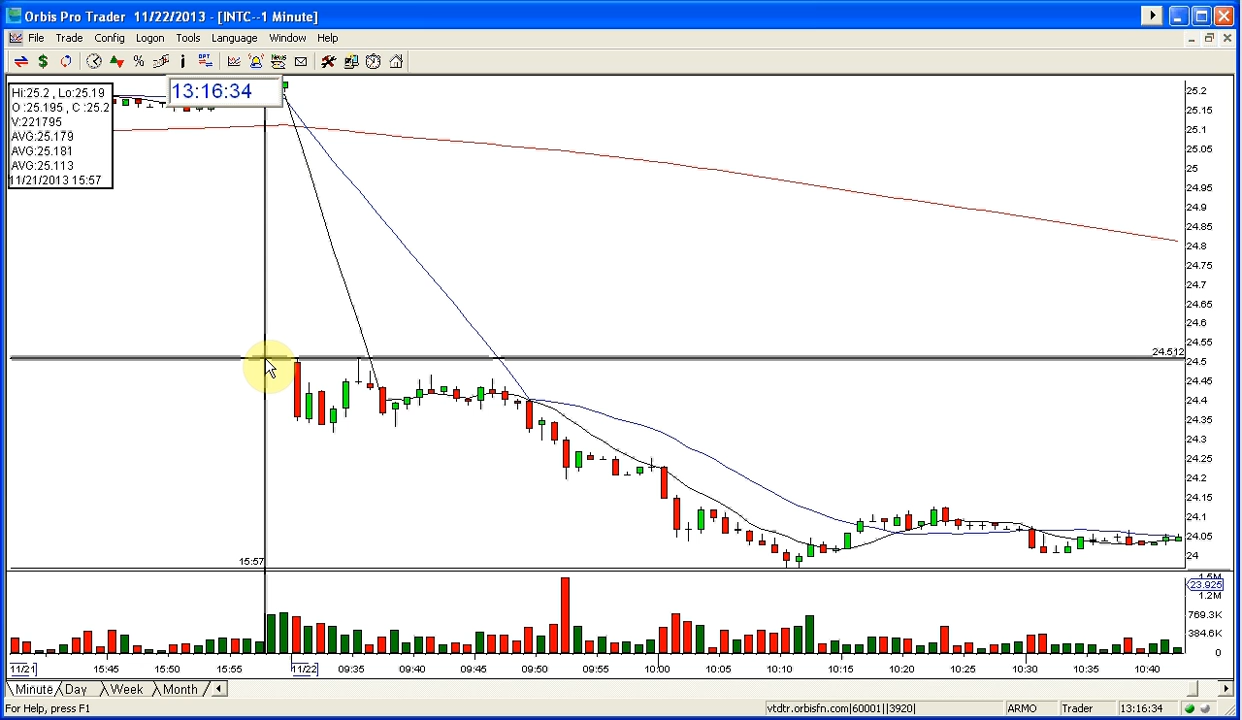 Orbis Pro Trader 11/22/2013 - [INTC--1 Minute]
File Trade Config Logon Tools Language Window Help
13:16:34
Hi:25.2 , Lo:25.19
O :25.195 , C :25.2
V:221795
AVG:25.179
AVG:25.181
AVG:25.113
11/21/2013 15:57
25.2
25.15
25.1
25.05
25
24.95
24.9
24.85
24.8
24.75
24.7
24.65
24.6
24.55
24.512
24.5
24.45
24.4
24.35
24.3
24.25
24.2
24.15
24.1
24.05
24
15:57
1.5M
23.925
1.2M
769.3K
384.6K
0
11/21 15:45 15:50 15:55 11/22 09:35 09:40 09:45 09:50 09:55 10:00 10:05 10:10 10:15 10:20 10:25 10:30 10:35 10:40
Minute Day Week Month
For Help, press F1 vtdtr.orbisfn.com|60001||3920| ARMO Trader 13:16:34